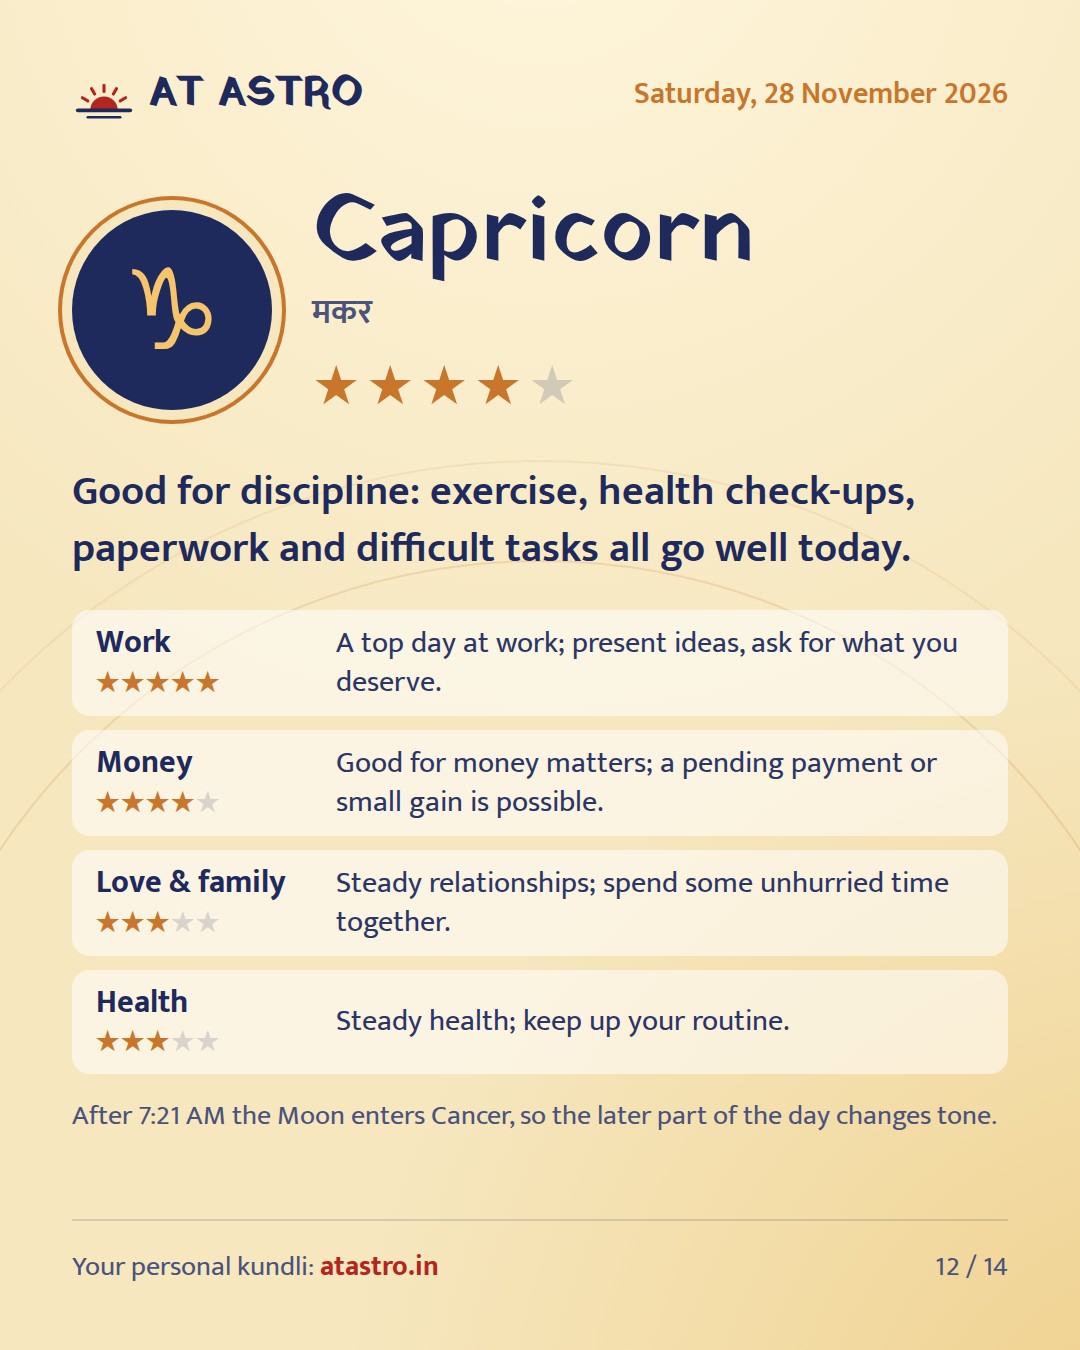 AT ASTRO
Saturday, 28 November 2026
Capricorn
मकर
Good for discipline: exercise, health check-ups,
paperwork and difficult tasks all go well today.
Work
A top day at work; present ideas, ask for what you
deserve.
Money
Good for money matters; a pending payment or
small gain is possible.
Love & family
Steady relationships; spend some unhurried time
together.
Health
Steady health; keep up your routine.
After 7:21 AM the Moon enters Cancer, so the later part of the day changes tone.
Your personal kundli: atastro.in
12 / 14